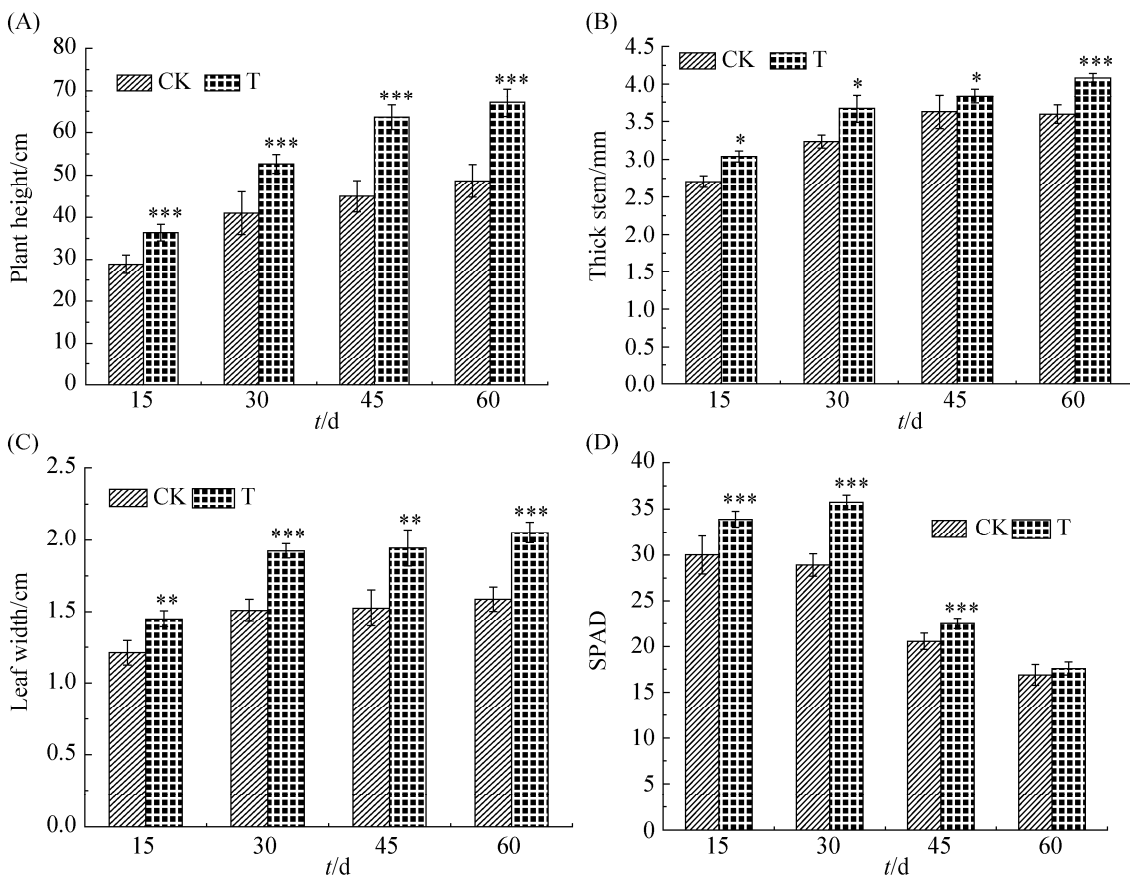 (A)
80
70
60
50
40
30
20
10
0
Plant height/cm
CK T
***
***
***
***
15 30 45 60
t/d
(B)
4.5
4.0
3.5
3.0
2.5
2.0
1.5
1.0
0.5
0.0
Thick stem/mm
CK T
*
*
*
***
15 30 45 60
t/d
(C)
2.5
2.0
1.5
1.0
0.5
0.0
Leaf width/cm
CK T
**
***
**
***
15 30 45 60
t/d
(D)
40
35
30
25
20
15
10
5
0
SPAD
CK T
***
***
***
15 30 45 60
t/d